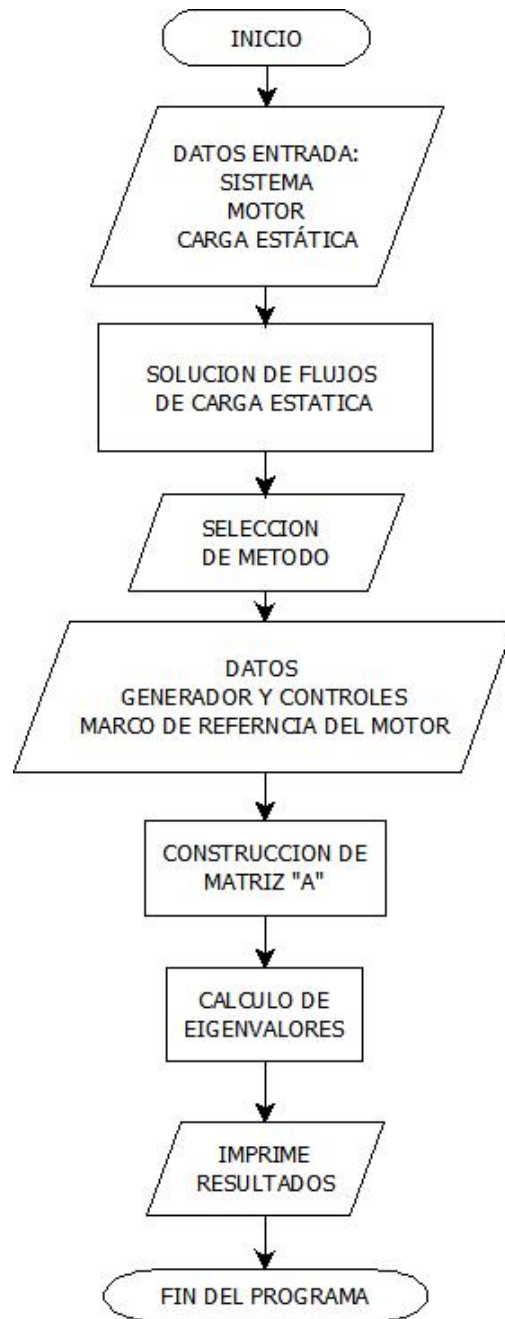 INICIO
DATOS ENTRADA:
SISTEMA
MOTOR
CARGA ESTÁTICA
SOLUCION DE FLUJOS
DE CARGA ESTATICA
SELECCION
DE METODO
DATOS
GENERADOR Y CONTROLES
MARCO DE REFERNCIA DEL MOTOR
CONSTRUCCION DE
MATRIZ "A"
CALCULO DE
EIGENVALORES
IMPRIME
RESULTADOS
FIN DEL PROGRAMA